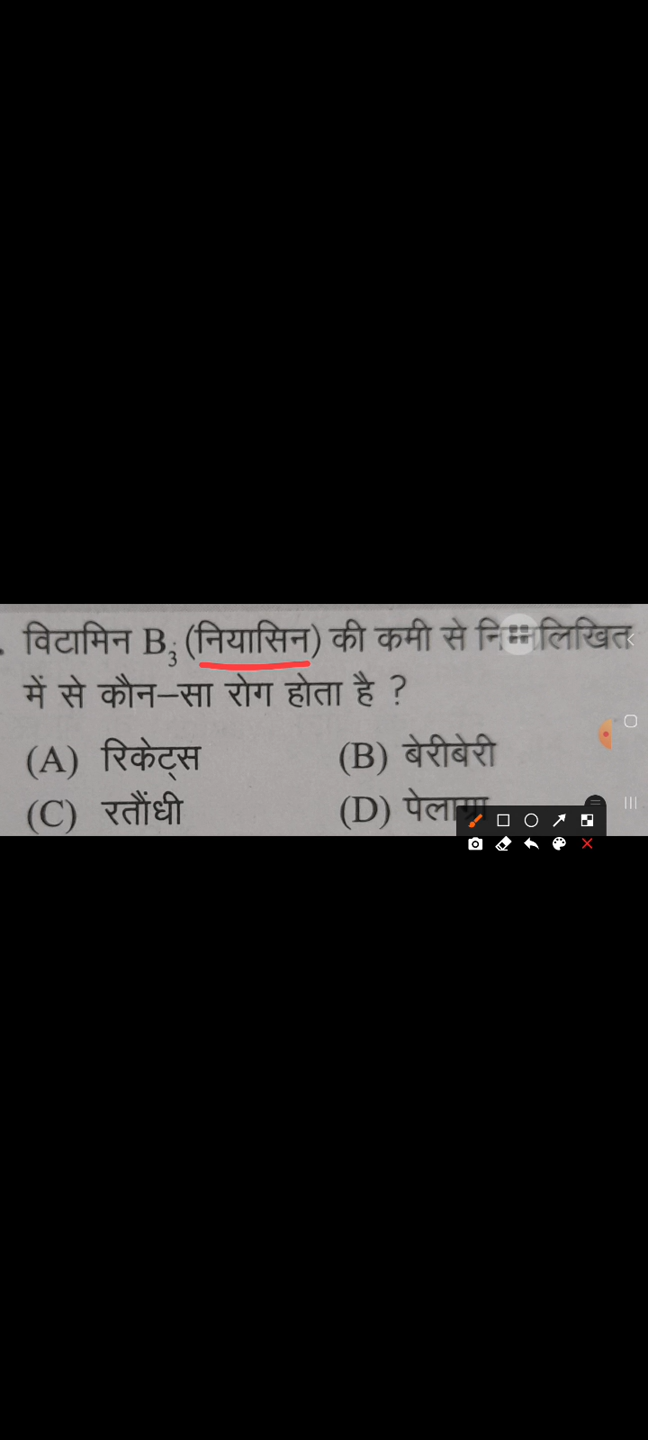 . विटामिन B3 (नियासिन) की कमी से
में से कौन–सा रोग होता है ?
(A) रिकेट्स (B) बेरीबेरी
(C) रतौंधी (D)